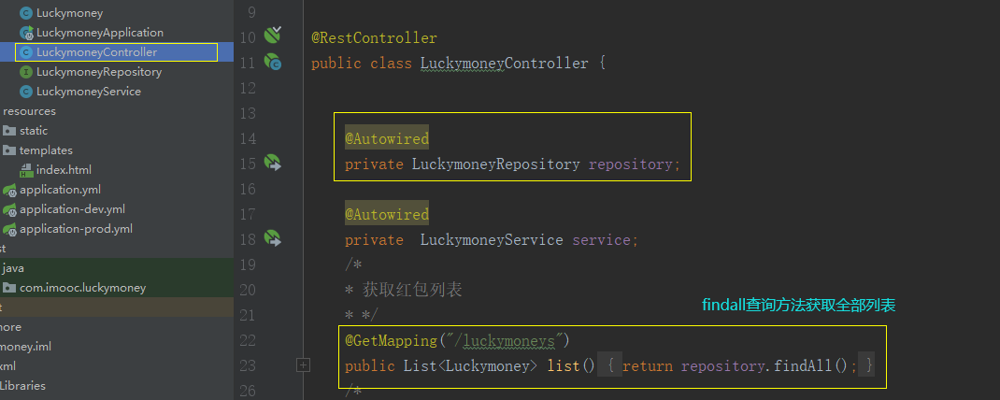 Luckymoney
LuckymoneyApplication
LuckymoneyController
LuckymoneyRepository
LuckymoneyService
resources
static
templates
index.html
application.yml
application-dev.yml
application-prod.yml
st
java
com.imooc.luckymoney
t
nore
noney.iml
xml
Libraries
9
10 @RestController
11 public class LuckymoneyController {
12
13
14 @Autowired
15 private LuckymoneyRepository repository;
16
17 @Autowired
18 private  LuckymoneyService service;
19 /*
20 * 获取红包列表
21 * */
findall查询方法获取全部列表
22 @GetMapping("/luckymoneys")
23 public List<Luckymoney> list() { return repository.findAll(); }
26 /*